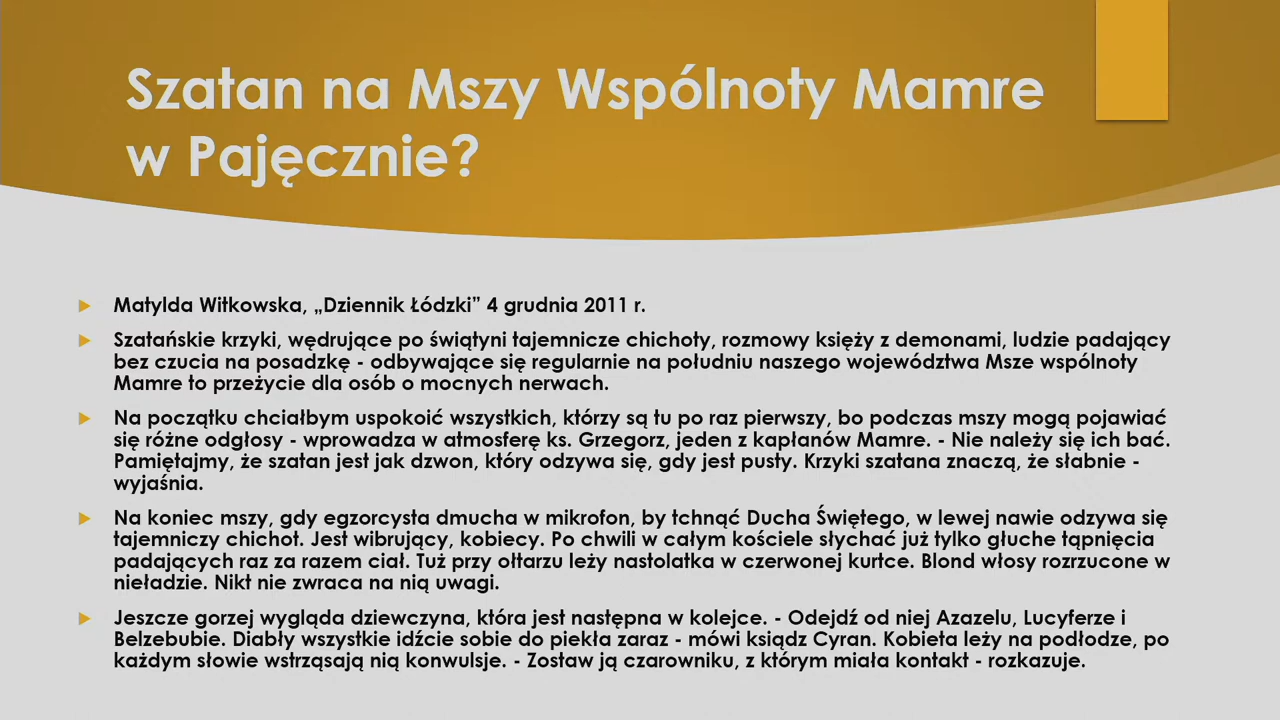 Szatan na Mszy Wspólnoty Mamre
w Pajęcznie?
Matylda Witkowska, „Dziennik Łódzki” 4 grudnia 2011 r.
Szatańskie krzyki, wędrujące po świątyni tajemnicze chichoty, rozmowy księży z demonami, ludzie padający
bez czucia na posadzkę - odbywające się regularnie na południu naszego województwa Msze wspólnoty
Mamre to przeżycie dla osób o mocnych nerwach.
Na początku chciałbym uspokoić wszystkich, którzy są tu po raz pierwszy, bo podczas mszy mogą pojawiać
się różne odgłosy - wprowadza w atmosferę ks. Grzegorz, jeden z kapłanów Mamre. - Nie należy się ich bać.
Pamiętajmy, że szatan jest jak dzwon, który odzywa się, gdy jest pusty. Krzyki szatana znaczą, że słabnie -
wyjaśnia.
Na koniec mszy, gdy egzorcysta dmucha w mikrofon, by tchnąć Ducha Świętego, w lewej nawie odzywa się
tajemniczy chichot. Jest wibrujący, kobiecy. Po chwili w całym kościele słychać już tylko głuche tąpnięcia
padających raz za razem ciał. Tuż przy ołtarzu leży nastolatka w czerwonej kurtce. Blond włosy rozrzucone w
nieładzie. Nikt nie zwraca na nią uwagi.
Jeszcze gorzej wygląda dziewczyna, która jest następna w kolejce. - Odejdź od niej Azazelu, Lucyferze i
Belzebubie. Diabły wszystkie idźcie sobie do piekła zaraz - mówi ksiądz Cyran. Kobieta leży na podłodze, po
każdym słowie wstrząsają nią konwulsje. - Zostaw ją czarowniku, z którym miała kontakt - rozkazuje.